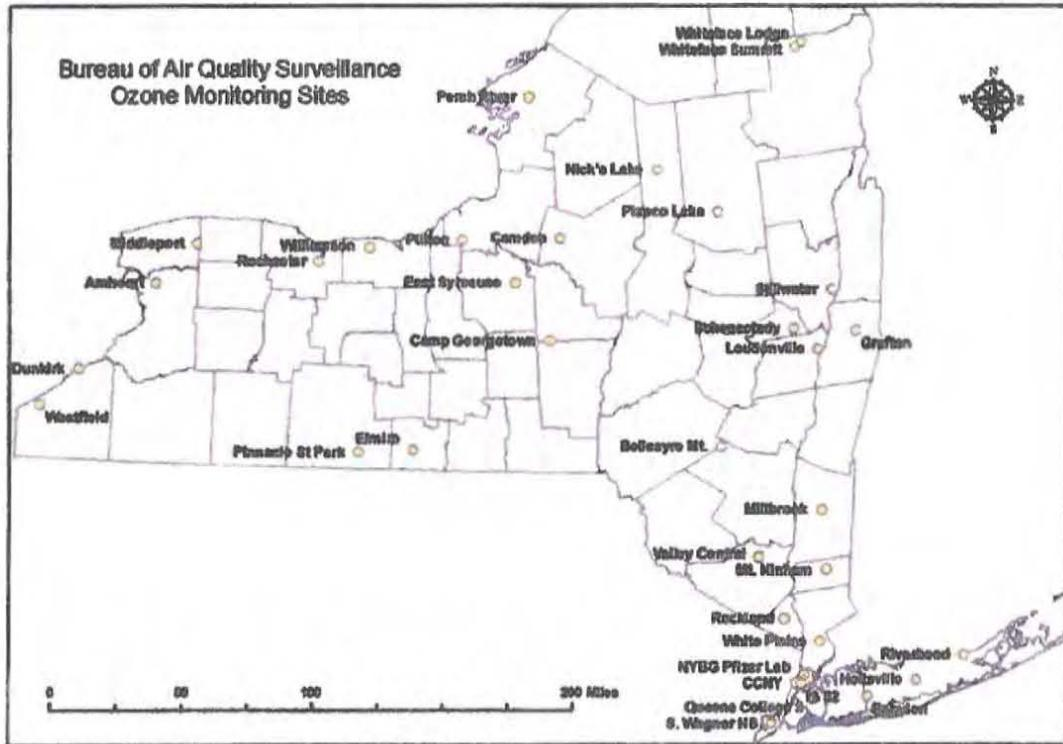 Bureau of Air Quality Surveillance
Ozone Monitoring Sites
Whiteface Lodge
Whiteface Summit
N
W E
S
Perch River
Nick's Lake
Piseco Lake
Middleport
Williamson
Fulton
Camden
Rochester
Amherst
East Syracuse
Stillwater
Schenectady
Grafton
Camp Georgetown
Loudonville
Dunkirk
Westfield
Elmira
Pinnacle St Park
Belleayre Mt.
Millbrook
Valley Central
Mt. Ninham
Rockland
White Plains
Riverhead
NYBG Pfizer Lab
Holtsville
CCNY
IS 52
Queens College 2
Babylon
S. Wagner HS
0 50 100 200 Miles